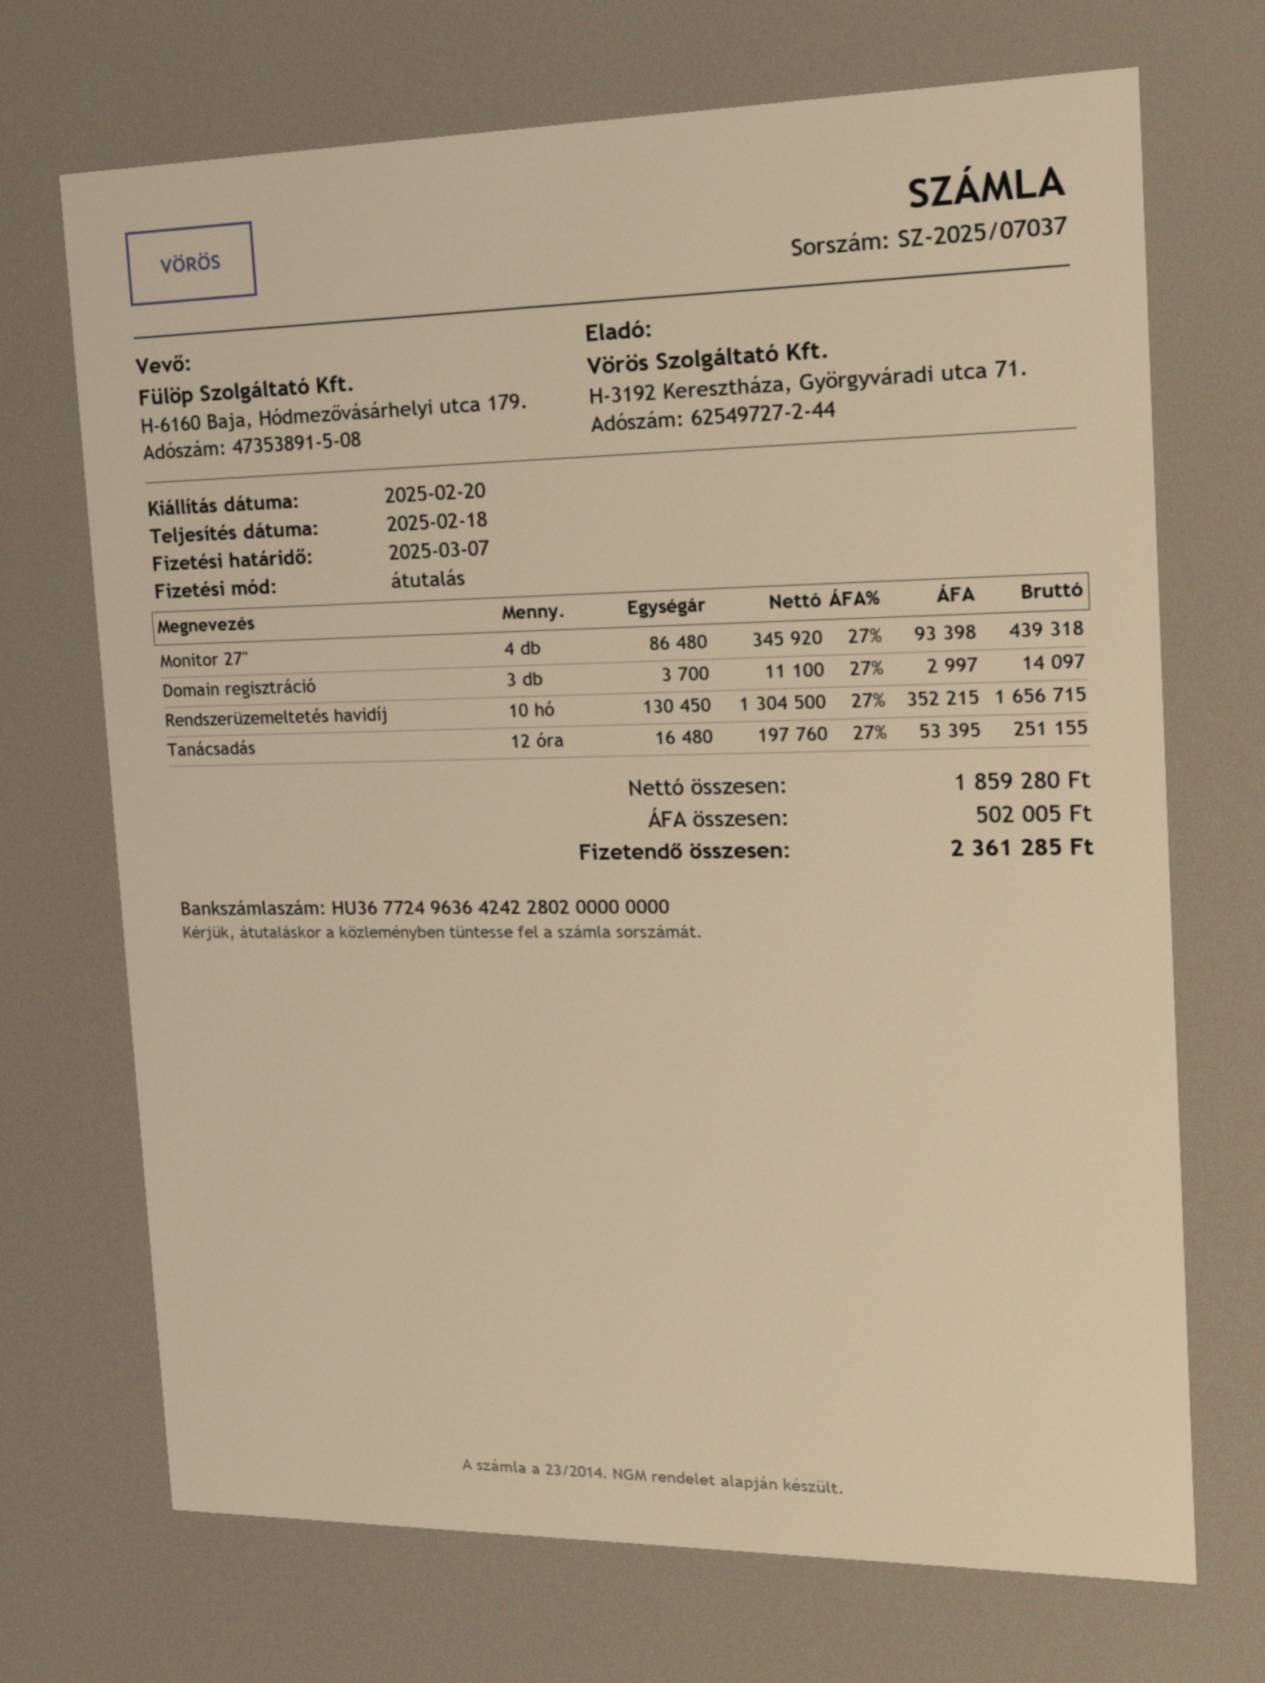 VÖRÖS
SZÁMLA
Sorszám: SZ-2025/07037
Vevő:
Fülöp Szolgáltató Kft.
H-6160 Baja, Hódmezővásárhelyi utca 179.
Adószám: 47353891-5-08
Eladó:
Vörös Szolgáltató Kft.
H-3192 Keresztháza, Györgyváradi utca 71.
Adószám: 62549727-2-44
Kiállítás dátuma: 2025-02-20
Teljesítés dátuma: 2025-02-18
Fizetési határidő: 2025-03-07
Fizetési mód: átutalás
Megnevezés Menny. Egységár Nettó ÁFA% ÁFA Bruttó
Monitor 27" 4 db 86 480 345 920 27% 93 398 439 318
Domain regisztráció 3 db 3 700 11 100 27% 2 997 14 097
Rendszerüzemeltetés havidíj 10 hó 130 450 1 304 500 27% 352 215 1 656 715
Tanácsadás 12 óra 16 480 197 760 27% 53 395 251 155
Nettó összesen: 1 859 280 Ft
ÁFA összesen: 502 005 Ft
Fizetendő összesen: 2 361 285 Ft
Bankszámlaszám: HU36 7724 9636 4242 2802 0000 0000
Kérjük, átutaláskor a közleményben tüntesse fel a számla sorszámát.
A számla a 23/2014. NGM rendelet alapján készült.